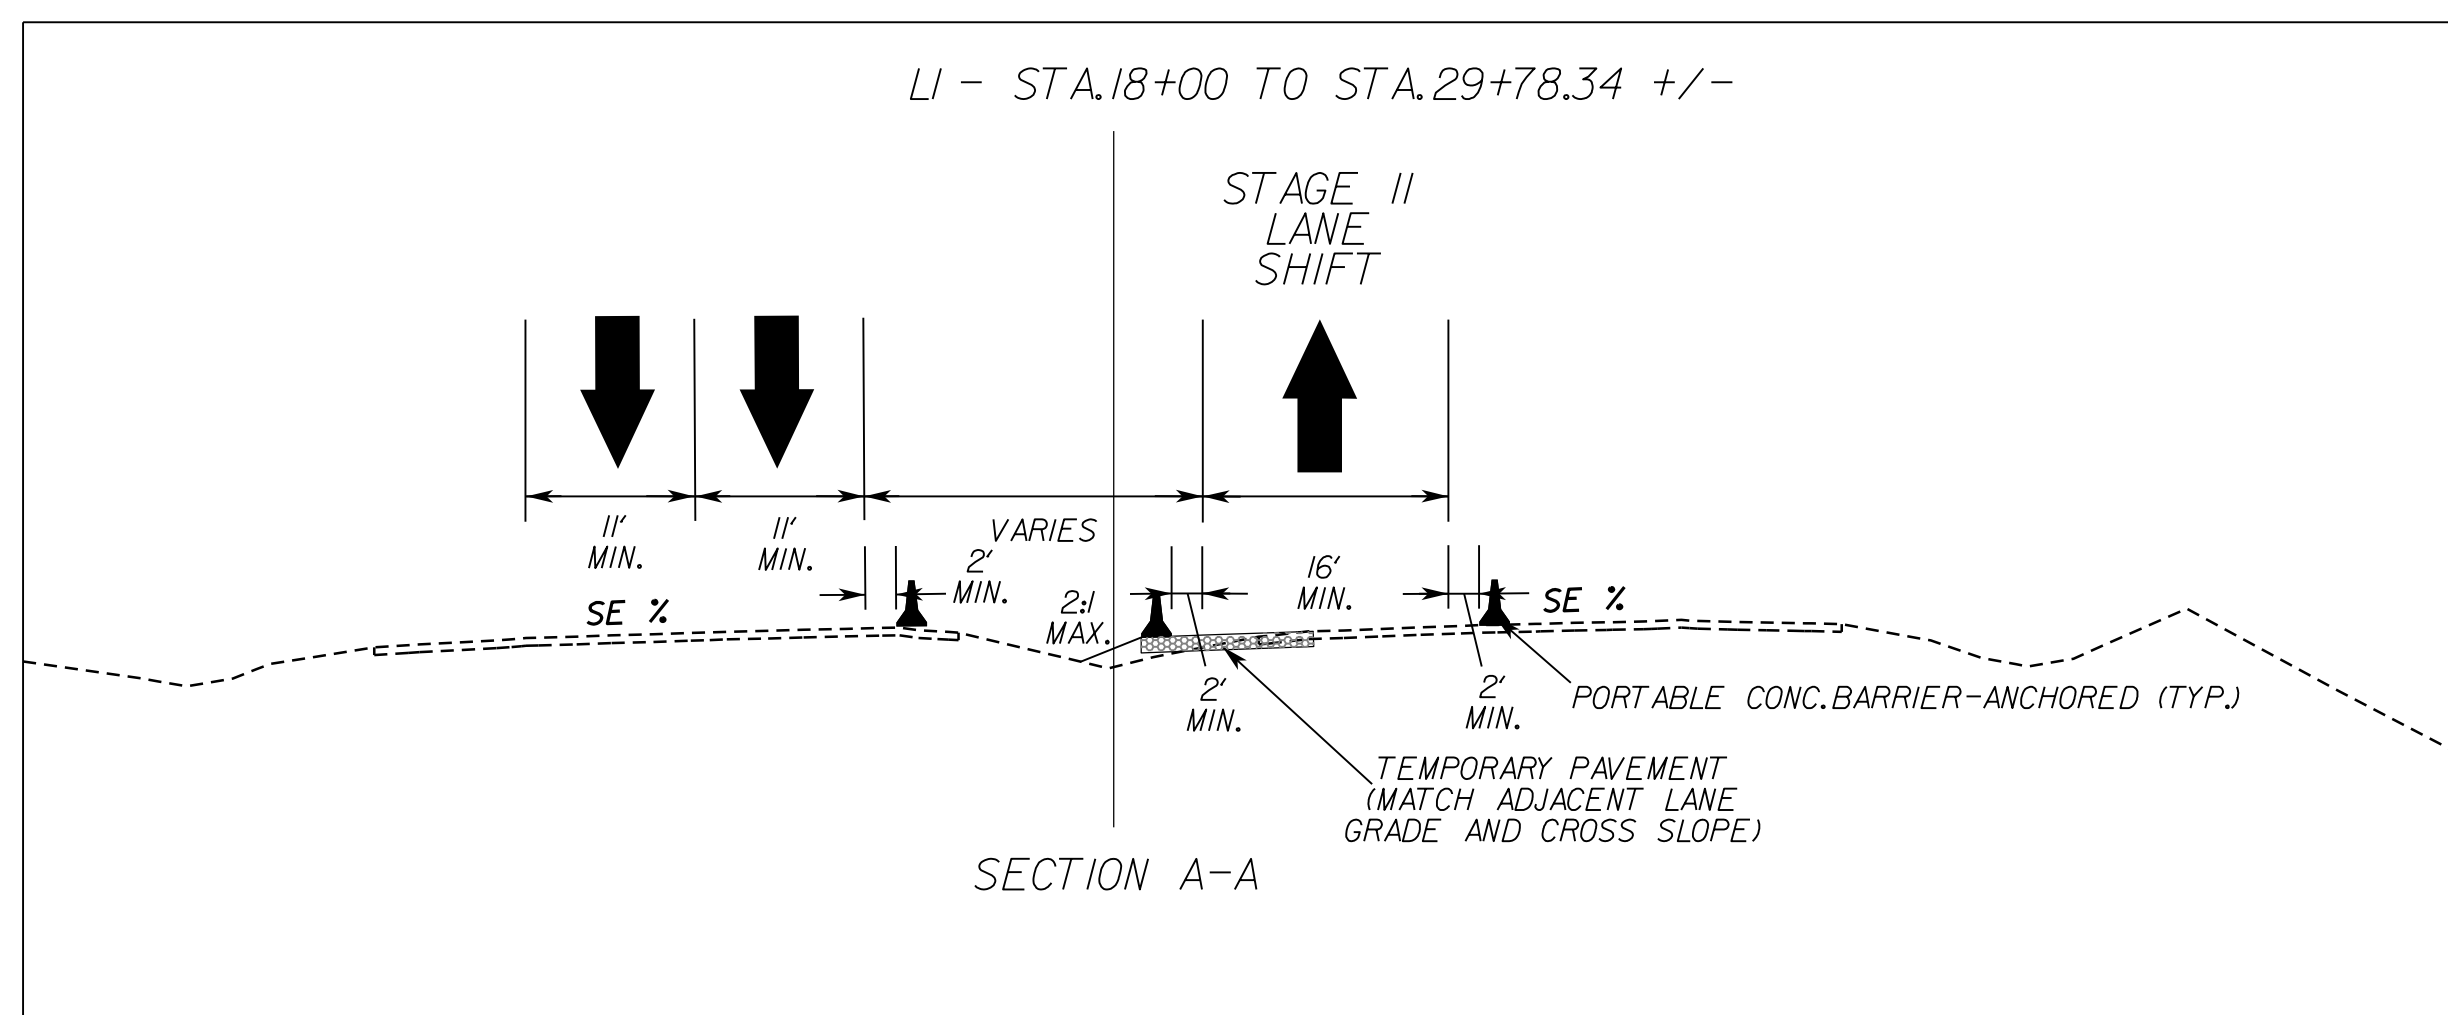 L1 - STA.18+00 TO STA.29+78.34 +/-
STAGE II
LANE
SHIFT
11'
MIN.
11'
MIN.
VARIES
2'
MIN.
2:1
MAX.
16'
MIN.
SE %
SE %
2'
MIN.
2'
MIN.
PORTABLE CONC.BARRIER-ANCHORED (TYP.)
TEMPORARY PAVEMENT
(MATCH ADJACENT LANE
GRADE AND CROSS SLOPE)
SECTION A-A